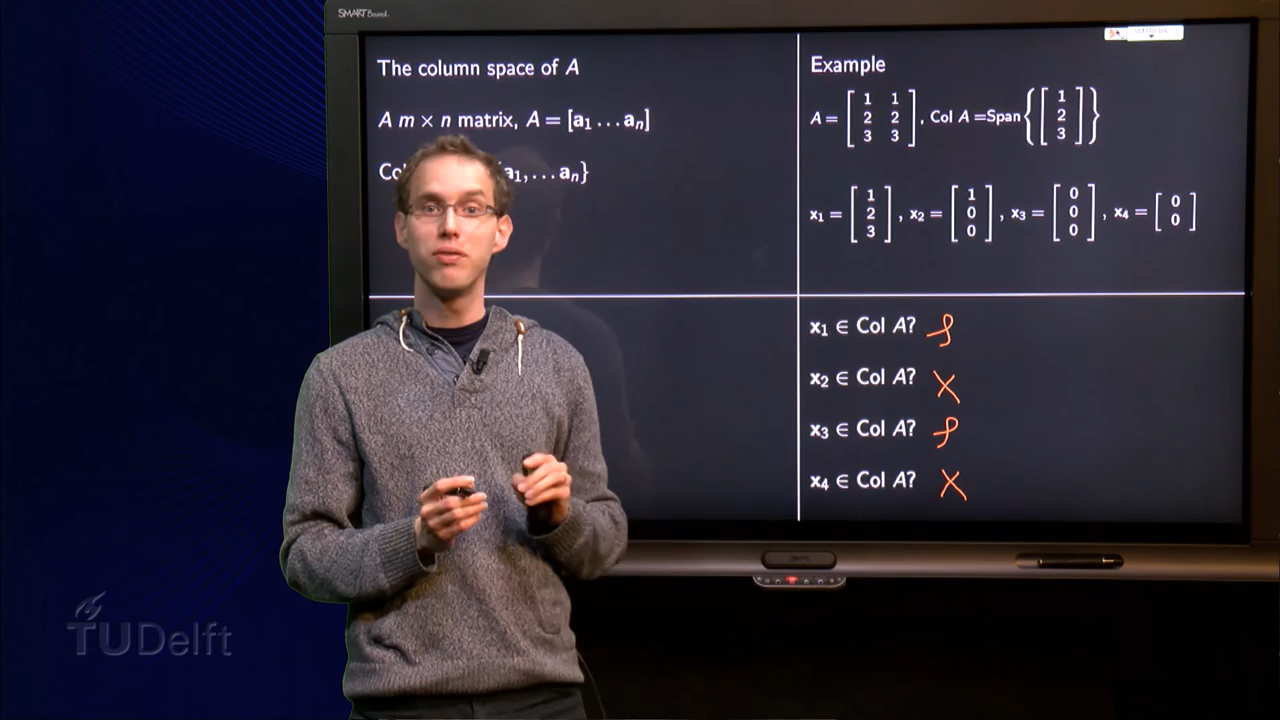 SMART Board
The column space of A
A m × n matrix, A = [a₁ … aₙ]
Co a₁, … aₙ}
Example
A = [1 1; 2 2; 3 3], Col A =Span{[1; 2; 3]}
x₁ = [1; 2; 3], x₂ = [1; 0; 0], x₃ = [0; 0; 0], x₄ = [0; 0]
x₁ ∈ Col A?
x₂ ∈ Col A? X
x₃ ∈ Col A?
x₄ ∈ Col A? X
TUDelft